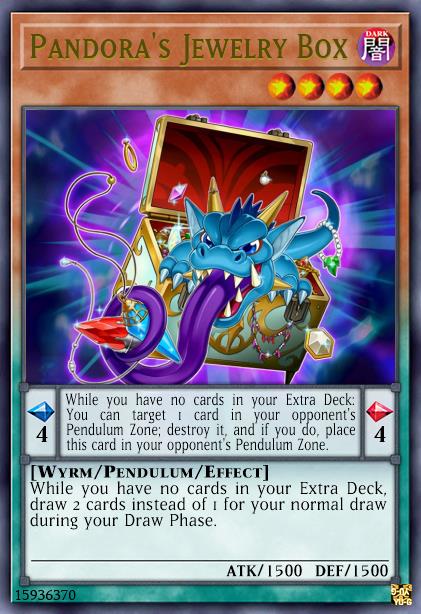 PANDORA'S JEWELRY BOX
DARK
闇
While you have no cards in your Extra Deck:
You can target 1 card in your opponent's
Pendulum Zone; destroy it, and if you do, place
this card in your opponent's Pendulum Zone.
4
4
[WYRM/PENDULUM/EFFECT]
While you have no cards in your Extra Deck,
draw 2 cards instead of 1 for your normal draw
during your Draw Phase.
ATK/1500 DEF/1500
15936370